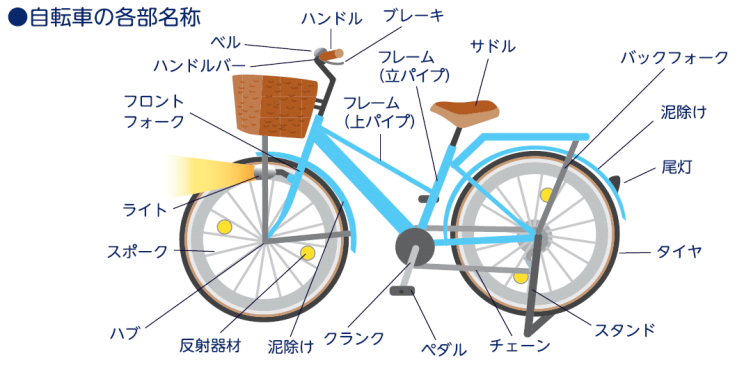 ●自転車の各部名称
ハンドル
ブレーキ
ベル
ハンドルバー
フレーム
（立パイプ）
サドル
バックフォーク
フロント
フォーク
フレーム
（上パイプ）
泥除け
尾灯
ライト
スポーク
タイヤ
ハブ
反射器材
泥除け
クランク
ペダル
チェーン
スタンド